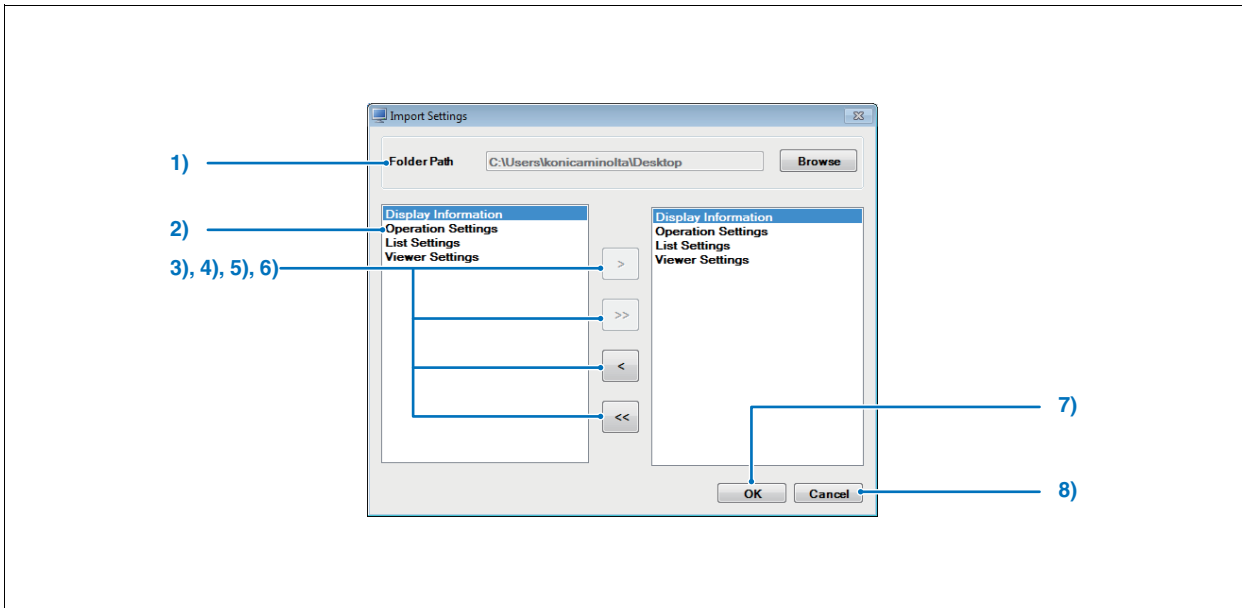 Import Settings
1)
Folder Path
C:\Users\konicaminolta\Desktop
Browse
2)
Display Information
Operation Settings
List Settings
Viewer Settings
3), 4), 5), 6)
>
>>
<
<<
Display Information
Operation Settings
List Settings
Viewer Settings
7)
OK
Cancel
8)